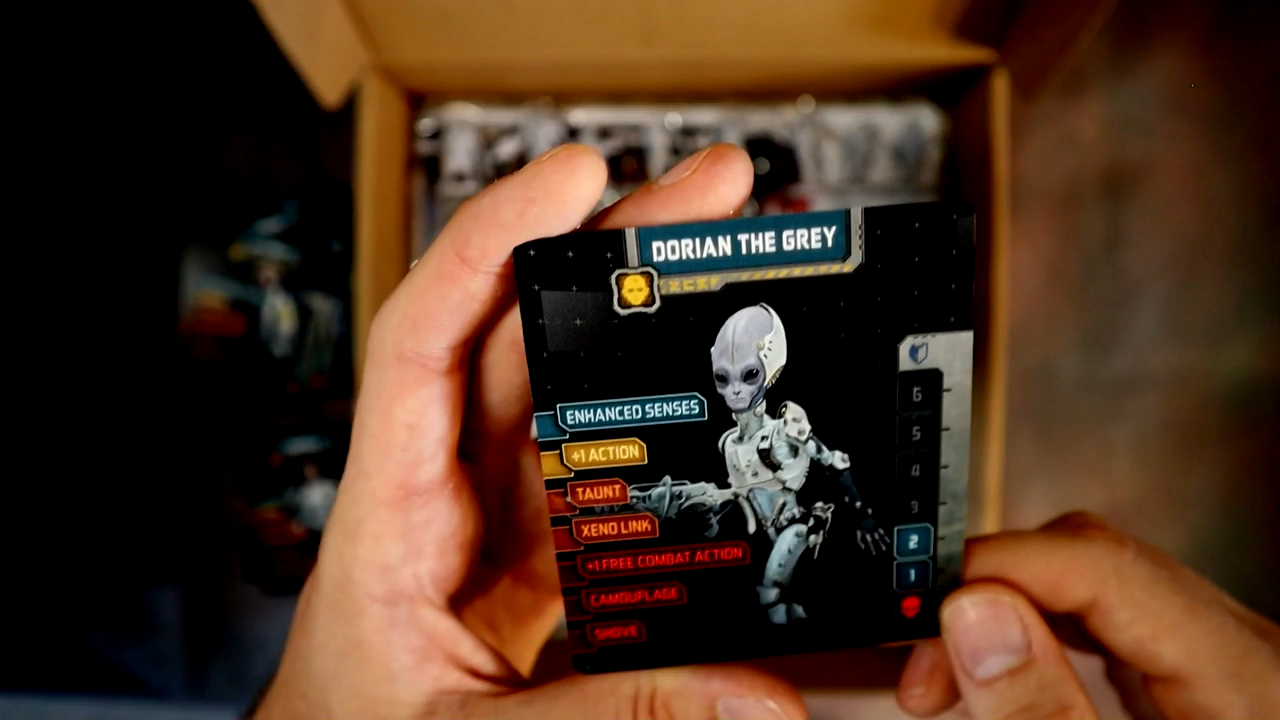 DORIAN THE GREY
ENHANCED SENSES
+1 ACTION
TAUNT
XENO LINK
+1 FREE COMBAT ACTION
CAMOUFLAGE
SHOVE
6
5
4
3
2
1